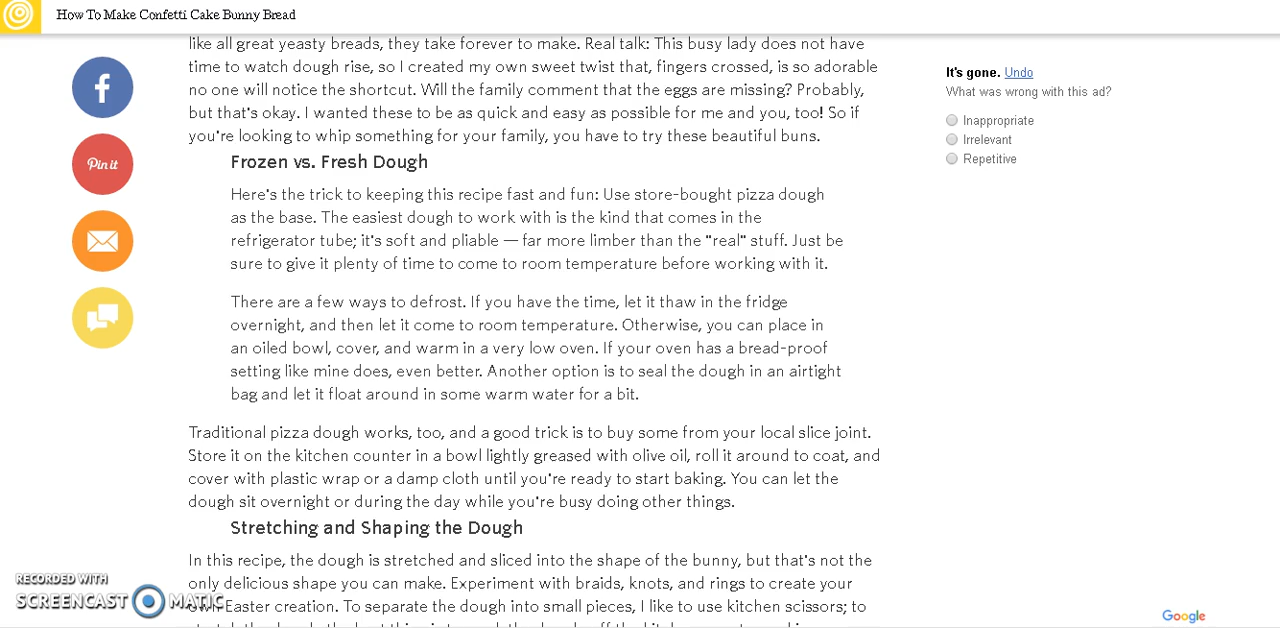 How To Make Confetti Cake Bunny Bread
like all great yeasty breads, they take forever to make. Real talk: This busy lady does not have
time to watch dough rise, so I created my own sweet twist that, fingers crossed, is so adorable
no one will notice the shortcut. Will the family comment that the eggs are missing? Probably,
but that's okay. I wanted these to be as quick and easy as possible for me and you, too! So if
you're looking to whip something for your family, you have to try these beautiful buns.
Frozen vs. Fresh Dough
Here's the trick to keeping this recipe fast and fun: Use store-bought pizza dough
as the base. The easiest dough to work with is the kind that comes in the
refrigerator tube; it's soft and pliable — far more limber than the "real" stuff. Just be
sure to give it plenty of time to come to room temperature before working with it.
There are a few ways to defrost. If you have the time, let it thaw in the fridge
overnight, and then let it come to room temperature. Otherwise, you can place in
an oiled bowl, cover, and warm in a very low oven. If your oven has a bread-proof
setting like mine does, even better. Another option is to seal the dough in an airtight
bag and let it float around in some warm water for a bit.
Traditional pizza dough works, too, and a good trick is to buy some from your local slice joint.
Store it on the kitchen counter in a bowl lightly greased with olive oil, roll it around to coat, and
cover with plastic wrap or a damp cloth until you're ready to start baking. You can let the
dough sit overnight or during the day while you're busy doing other things.
Stretching and Shaping the Dough
In this recipe, the dough is stretched and sliced into the shape of the bunny, but that's not the
only delicious shape you can make. Experiment with braids, knots, and rings to create your
own Easter creation. To separate the dough into small pieces, I like to use kitchen scissors; to
f
Pin it
It's gone. Undo
What was wrong with this ad?
Inappropriate
Irrelevant
Repetitive
RECORDED WITH
SCREENCAST MATIC
Google